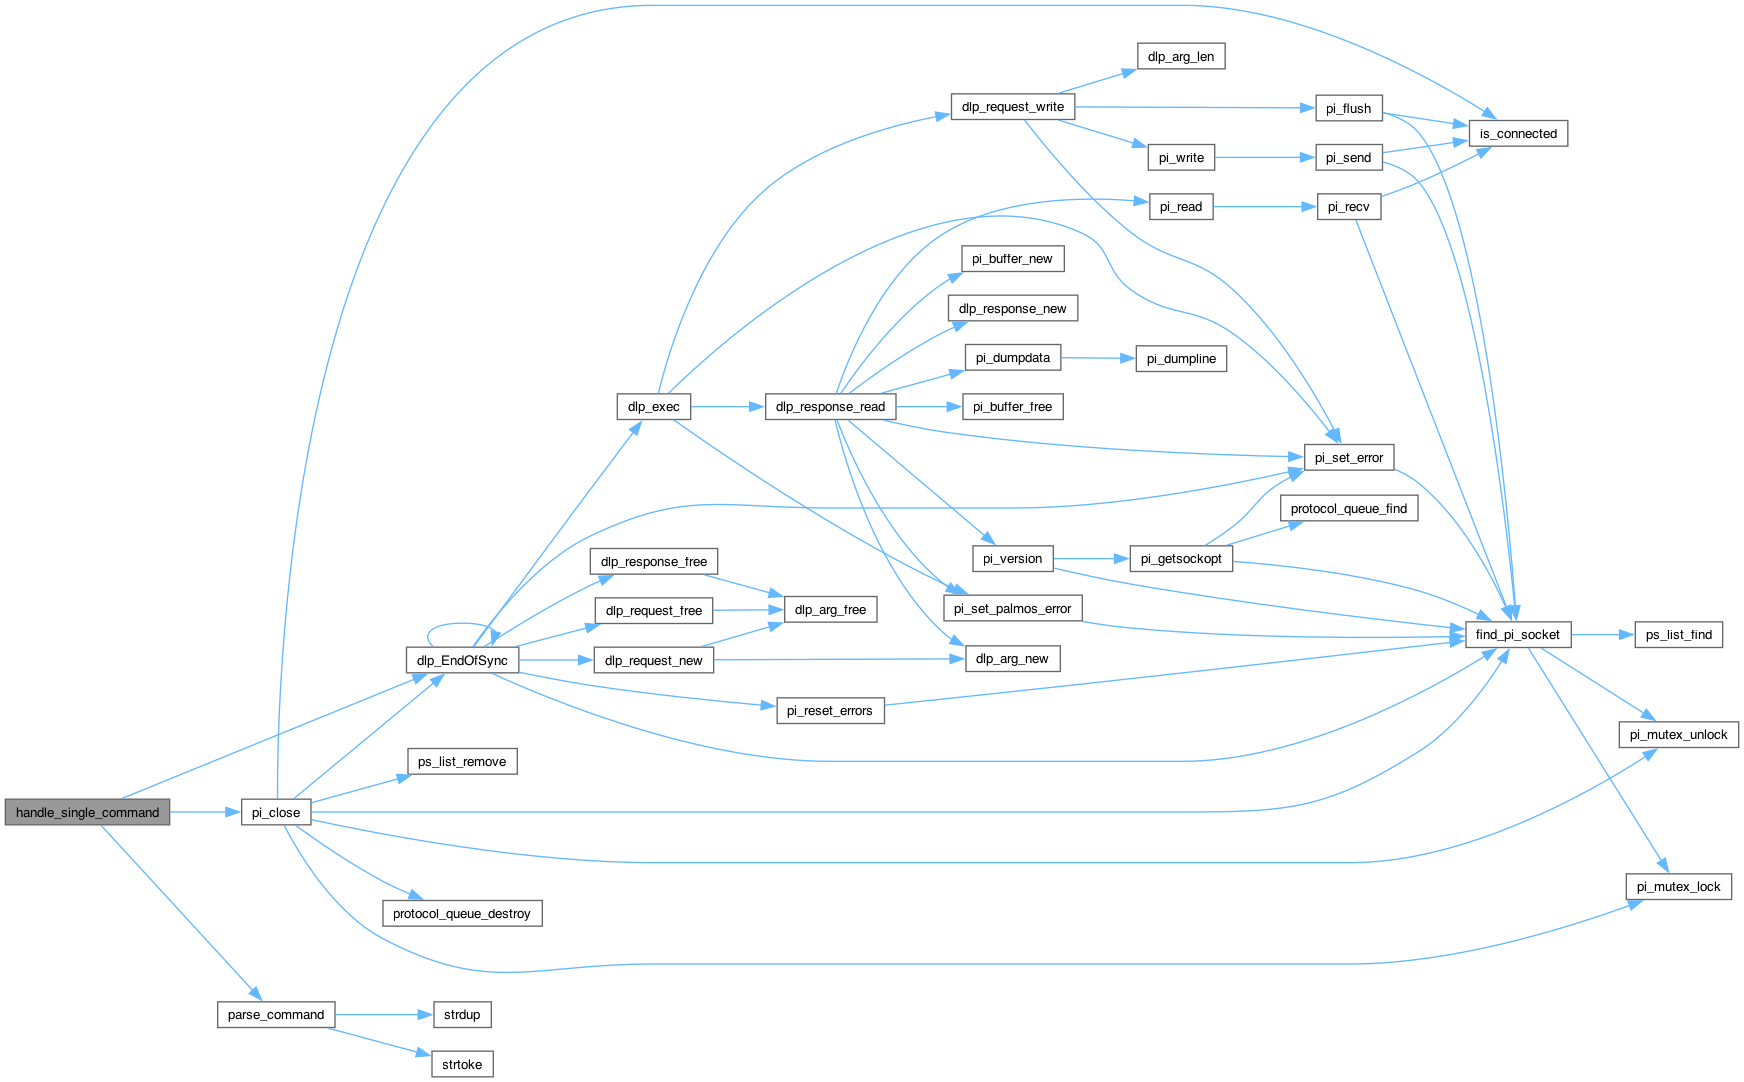 dlp_arg_len
dlp_request_write
pi_flush
is_connected
pi_write
pi_send
pi_read
pi_recv
pi_buffer_new
dlp_response_new
pi_dumpdata
pi_dumpline
dlp_exec
dlp_response_read
pi_buffer_free
pi_set_error
protocol_queue_find
dlp_response_free
pi_version
pi_getsockopt
dlp_request_free
dlp_arg_free
pi_set_palmos_error
find_pi_socket
ps_list_find
dlp_EndOfSync
dlp_request_new
dlp_arg_new
pi_reset_errors
pi_mutex_unlock
ps_list_remove
handle_single_command
pi_close
pi_mutex_lock
protocol_queue_destroy
parse_command
strdup
strtoke